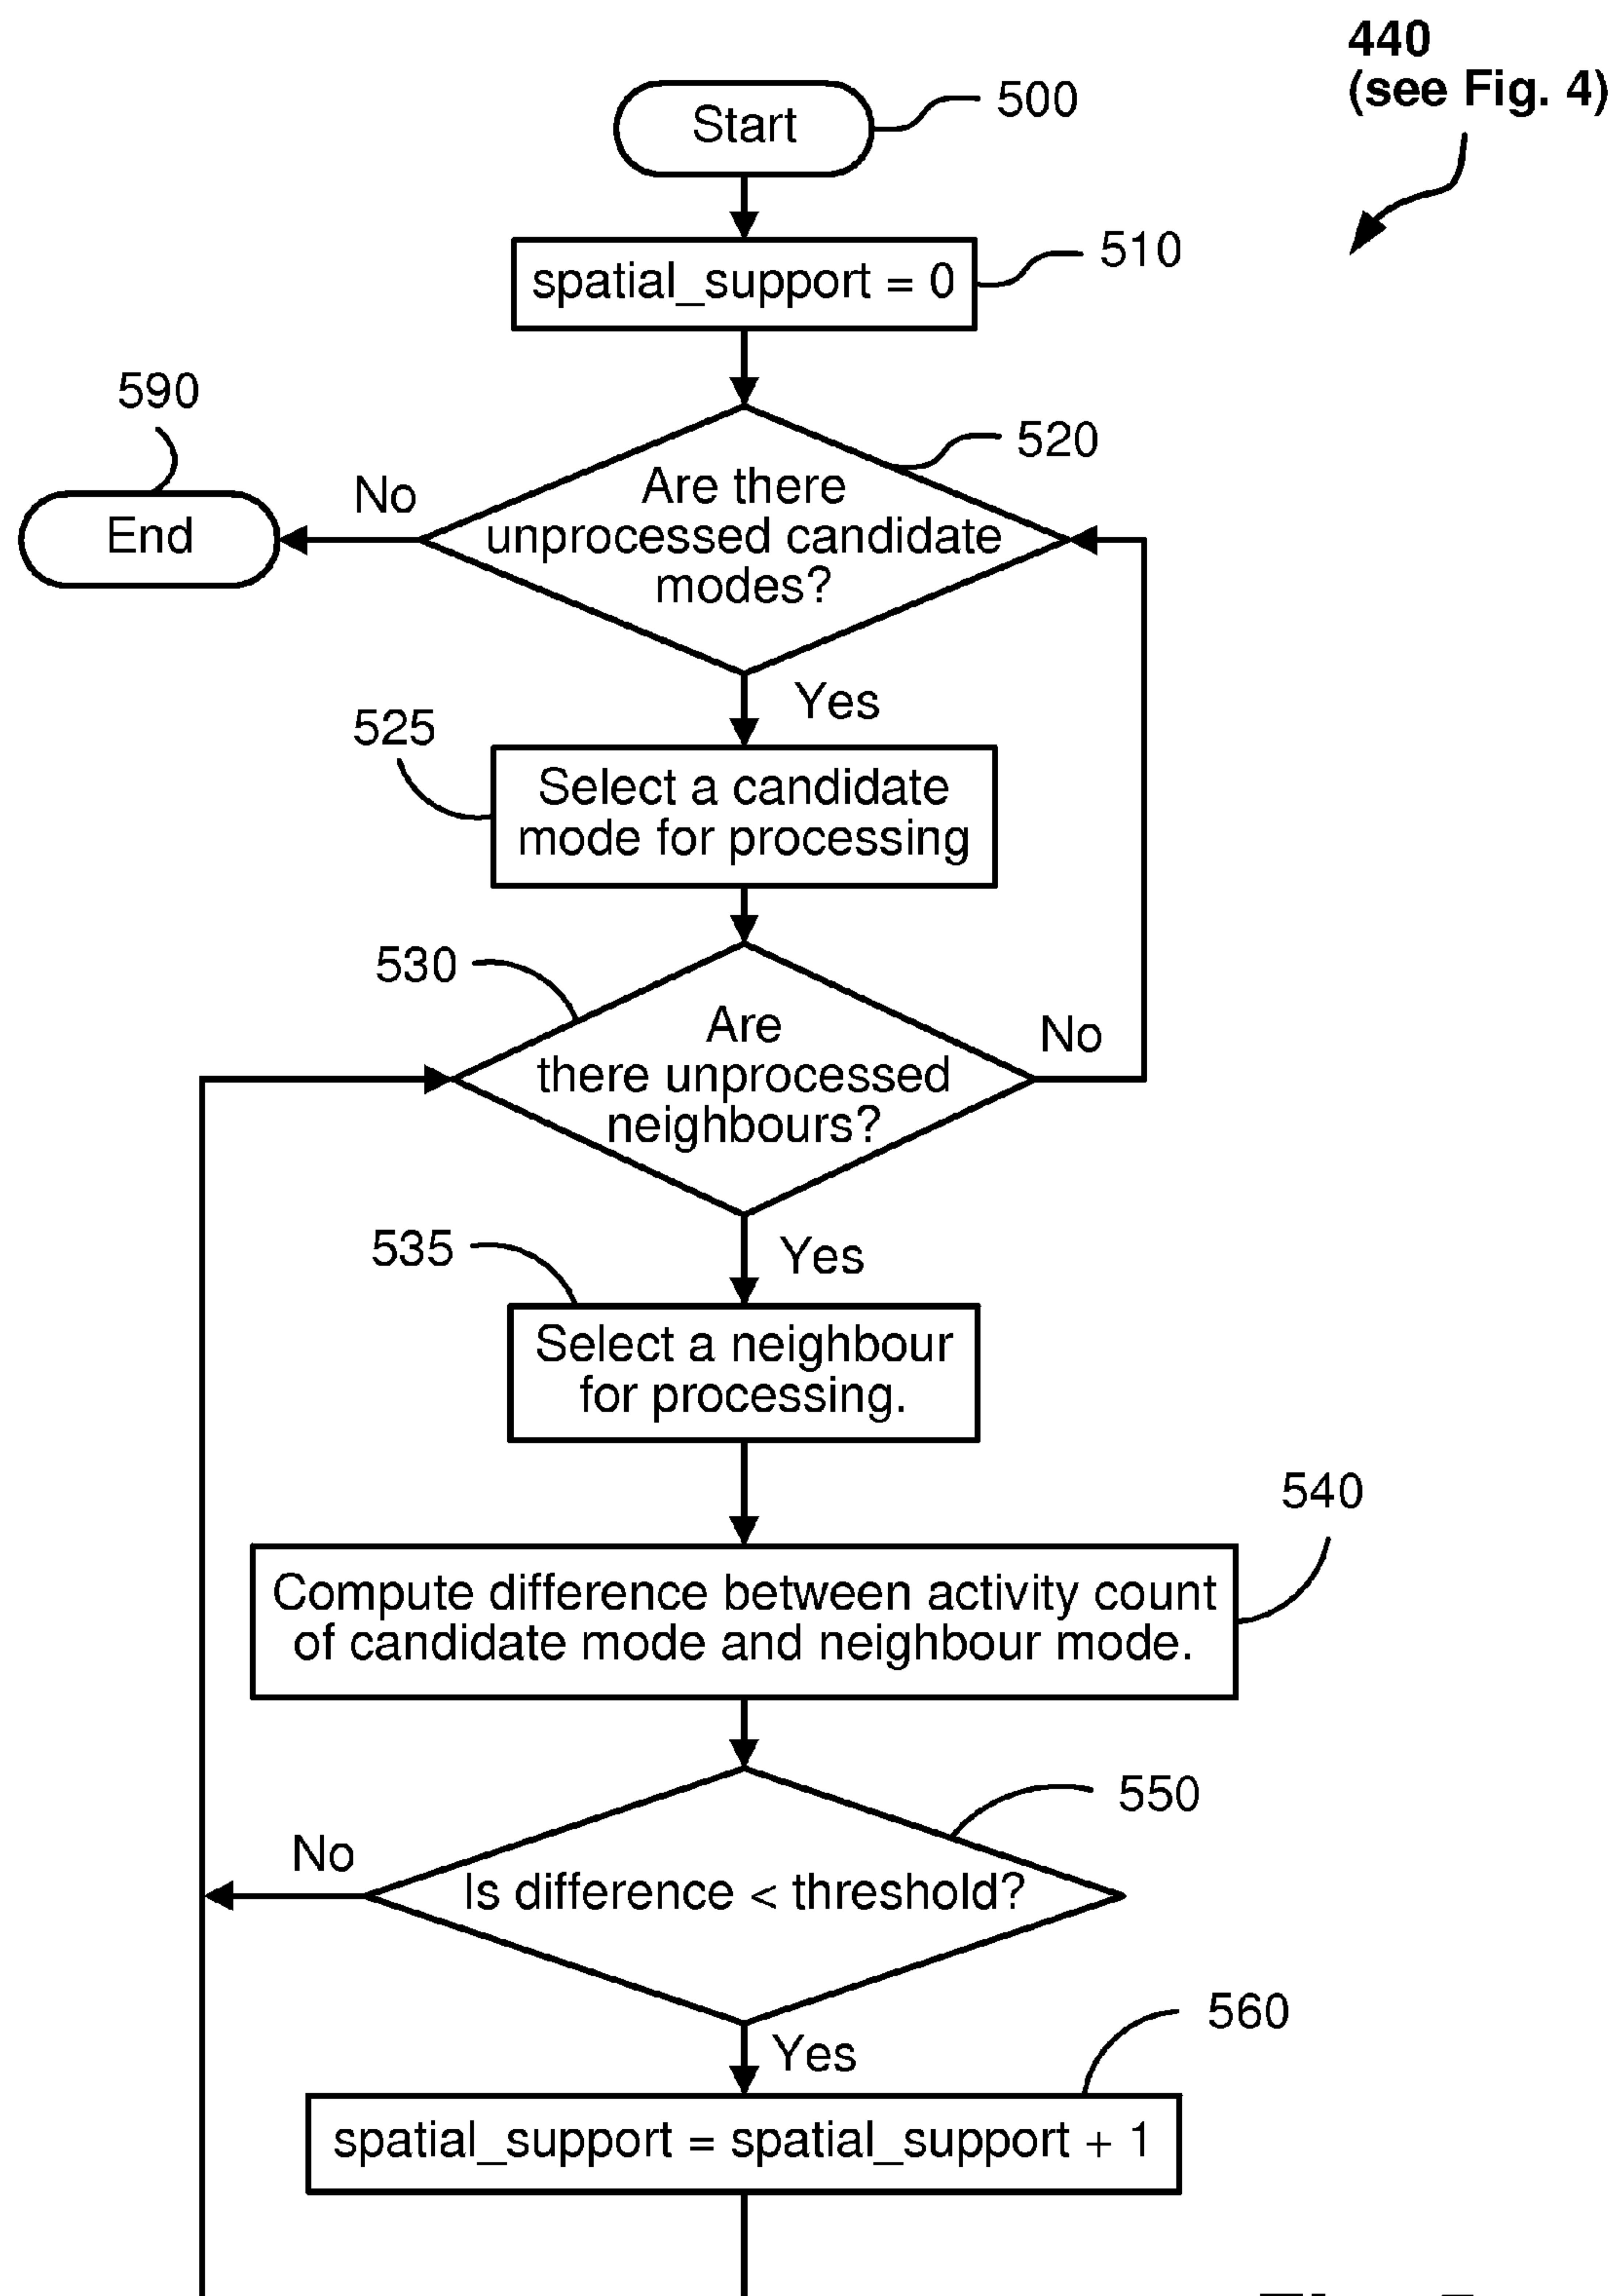 440
(see Fig. 4)
Start
500
spatial_support = 0
510
590
520
End
No
Are there
unprocessed candidate
modes?
Yes
525
Select a candidate
mode for processing
530
Are
there unprocessed
neighbours?
No
535
Yes
Select a neighbour
for processing.
540
Compute difference between activity count
of candidate mode and neighbour mode.
550
No
Is difference < threshold?
560
Yes
spatial_support = spatial_support + 1